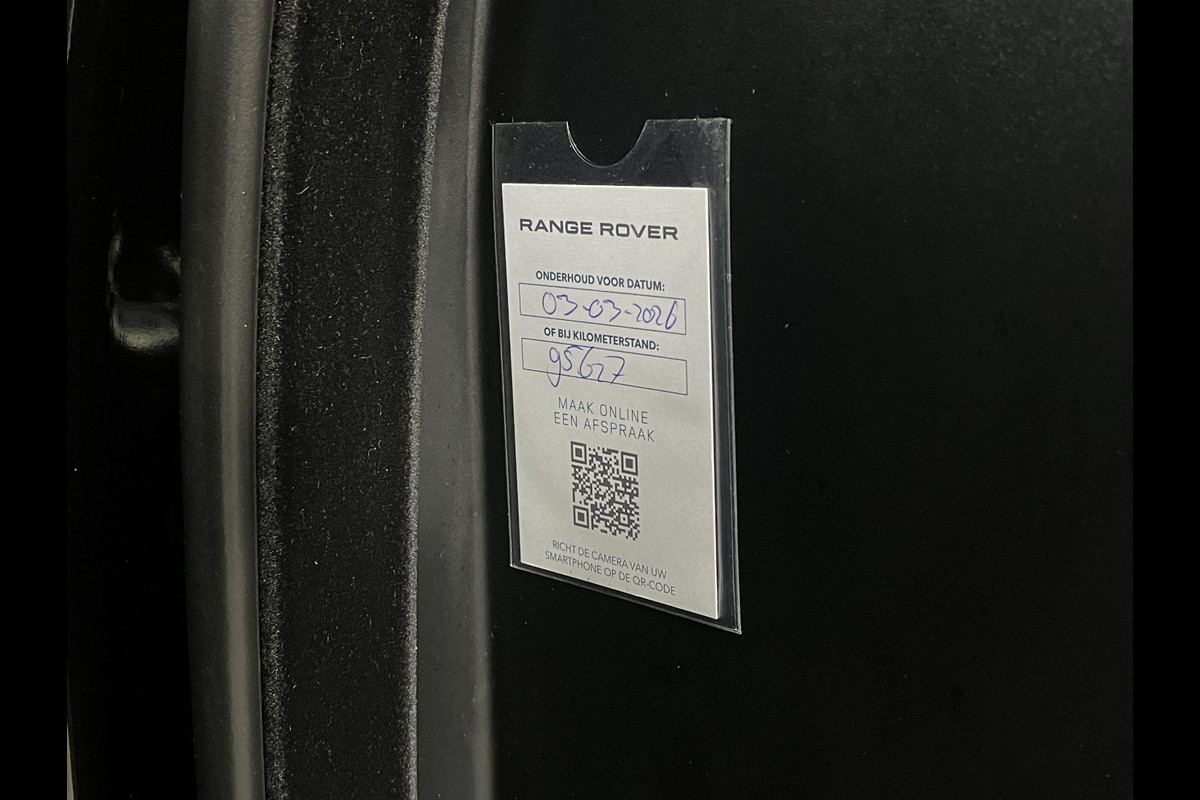 RANGE ROVER
ONDERHOUD VOOR DATUM:
03-03-2026
OF BIJ KILOMETERSTAND:
95627
MAAK ONLINE
EEN AFSPRAAK
RICHT DE CAMERA VAN UW
SMARTPHONE OP DE QR-CODE